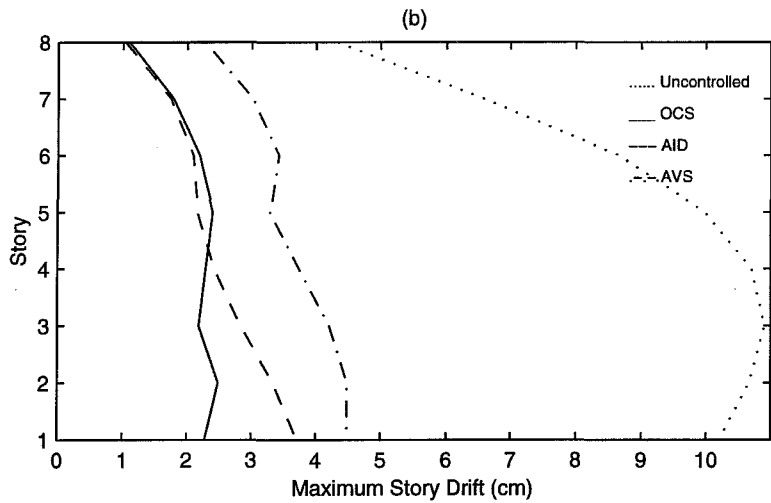 (b)
8
7
6
5
4
3
2
1
Story
Uncontrolled
OCS
AID
AVS
0 1 2 3 4 5 6 7 8 9 10
Maximum Story Drift (cm)